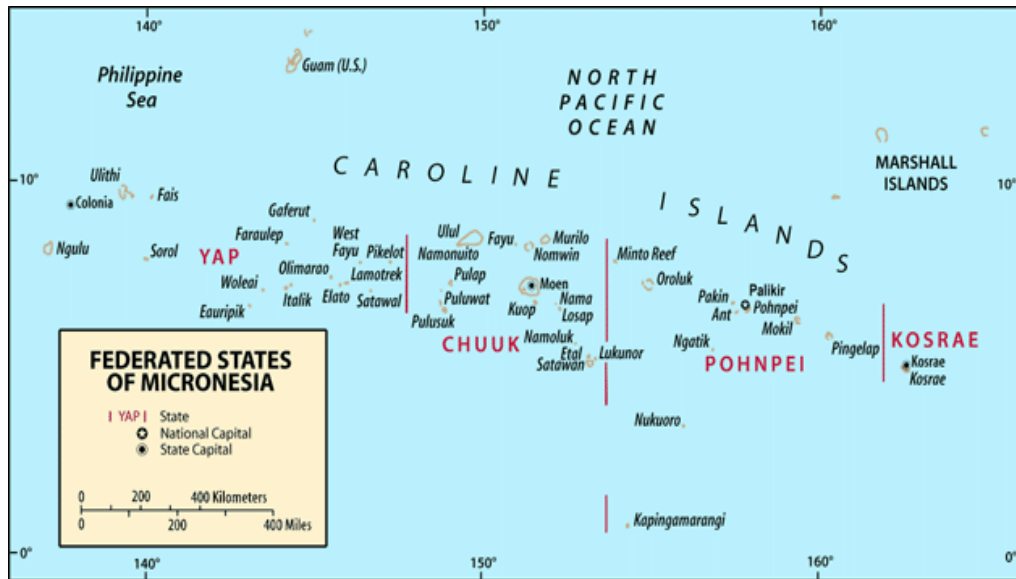 140°
150°
160°
Philippine
Sea
Guam (U.S.)
NORTH
PACIFIC
OCEAN
MARSHALL
ISLANDS
CAROLINE
ISLANDS
10°
10°
Ulithi
Colonia
Fais
Ngulu
Sorol
YAP
Gaferut
Faraulep
West
Fayu
Pikelot
Olimarao
Lamotrek
Woleai
Italik
Elato
Satawal
Eauripik
Ulul
Namonuito
Fayu
Murilo
Nomwin
Pulap
Moen
Puluwat
Pulusuk
Kuop
Nama
Losap
CHUUK
Namoluk
Etal
Satawan
Lukunor
Minto Reef
Oroluk
Palikir
Pakin
Pohnpei
Ant
Mokil
Ngatik
Pingelap
POHNPEI
KOSRAE
Kosrae
Kosrae
Nukuoro
Kapingamarangi
FEDERATED STATES
OF MICRONESIA
YAP State
National Capital
State Capital
0 200 400 Kilometers
0 200 400 Miles
0°
0°
140°
150°
160°